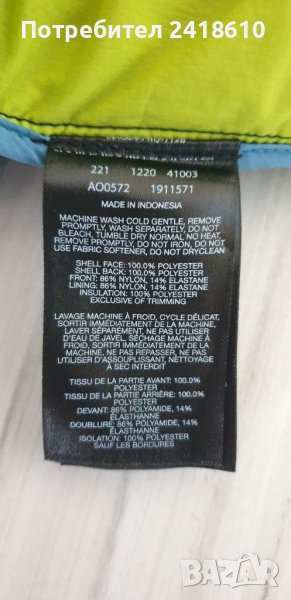 Потребител 2418610
221 1220 41003
AO0572 1911571
MADE IN INDONESIA
MACHINE WASH COLD GENTLE, REMOVE
PROMPTLY, WASH SEPARATELY, DO NOT
BLEACH, TUMBLE DRY NORMAL NO HEAT,
REMOVE PROMPTLY, DO NOT IRON, DO NOT
USE FABRIC SOFTENER, DO NOT DRYCLEAN
SHELL FACE: 100.0% POLYESTER
SHELL BACK: 100.0% POLYESTER
FRONT: 86% NYLON, 14% ELASTANE
LINING: 86% NYLON, 14% ELASTANE
INSULATION: 100% POLYESTER
EXCLUSIVE OF TRIMMING
LAVAGE MACHINE À FROID, CYCLE DÉLICAT,
SORTIR IMMÉDIATEMENT DE LA MACHINE,
LAVER SÉPARÉMENT, NE PAS UTILISER
D'EAU DE JAVEL, SÉCHAGE MACHINE À
FROID, SORTIR IMMÉDIATEMENT DE LA
MACHINE, NE PAS REPASSER, NE PAS
UTILISER D'ASSOUPLISSANT, NETTOYAGE
À SEC INTERDIT
TISSU DE LA PARTIE AVANT: 100.0%
POLYESTER
TISSU DE LA PARTIE ARRIÈRE: 100.0%
POLYESTER
DEVANT: 86% POLYAMIDE, 14%
ÉLASTHANNE
DOUBLURE: 86% POLYAMIDE, 14%
ÉLASTHANNE
ISOLATION: 100% POLYESTER
SAUF LES BORDURES
BAZAR